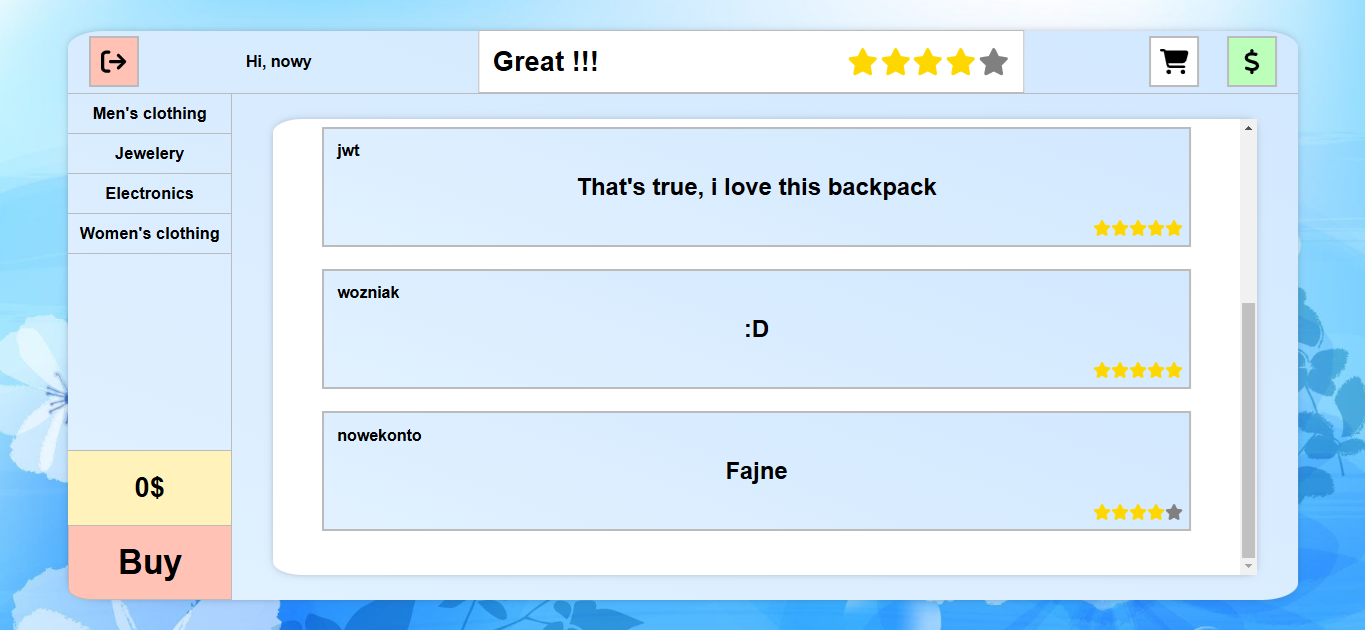 Hi, nowy
Great !!!
$
Men's clothing
Jewelery
Electronics
Women's clothing
0$
Buy
jwt
That's true, i love this backpack
wozniak
:D
nowekonto
Fajne